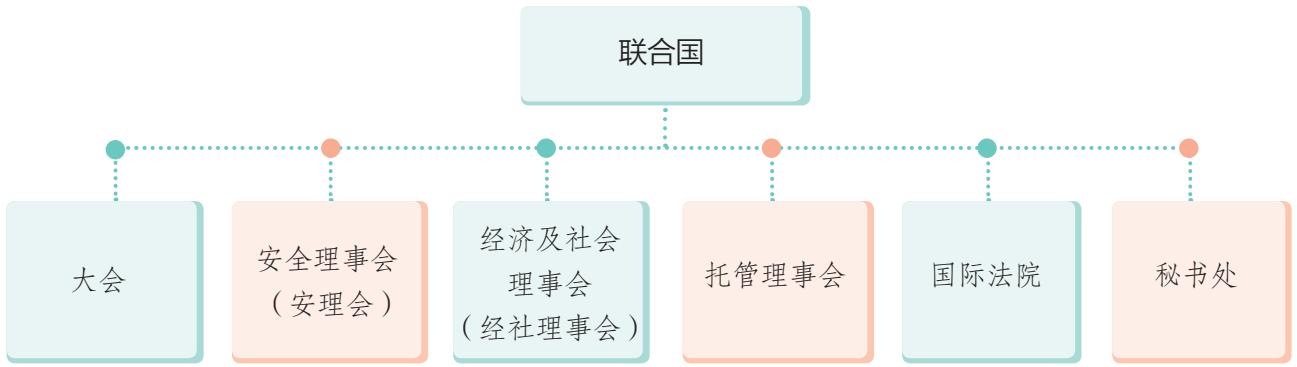 联合国
大会
安全理事会
（安理会）
经济及社会
理事会
（经社理事会）
托管理事会
国际法院
秘书处